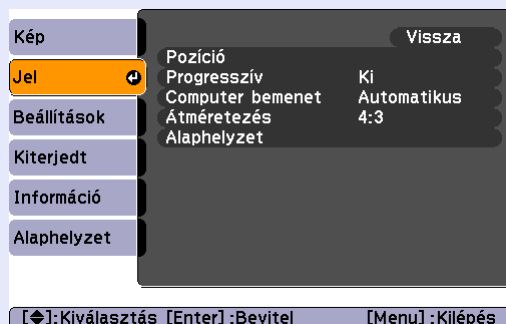 Kép
Jel
Beállítások
Kiterjedt
Információ
Alaphelyzet
Vissza
Pozíció
Progresszív Ki
Computer bemenet Automatikus
Átméretezés 4:3
Alaphelyzet
[◆]:Kiválasztás [Enter] :Bevitel [Menu] :Kilépés